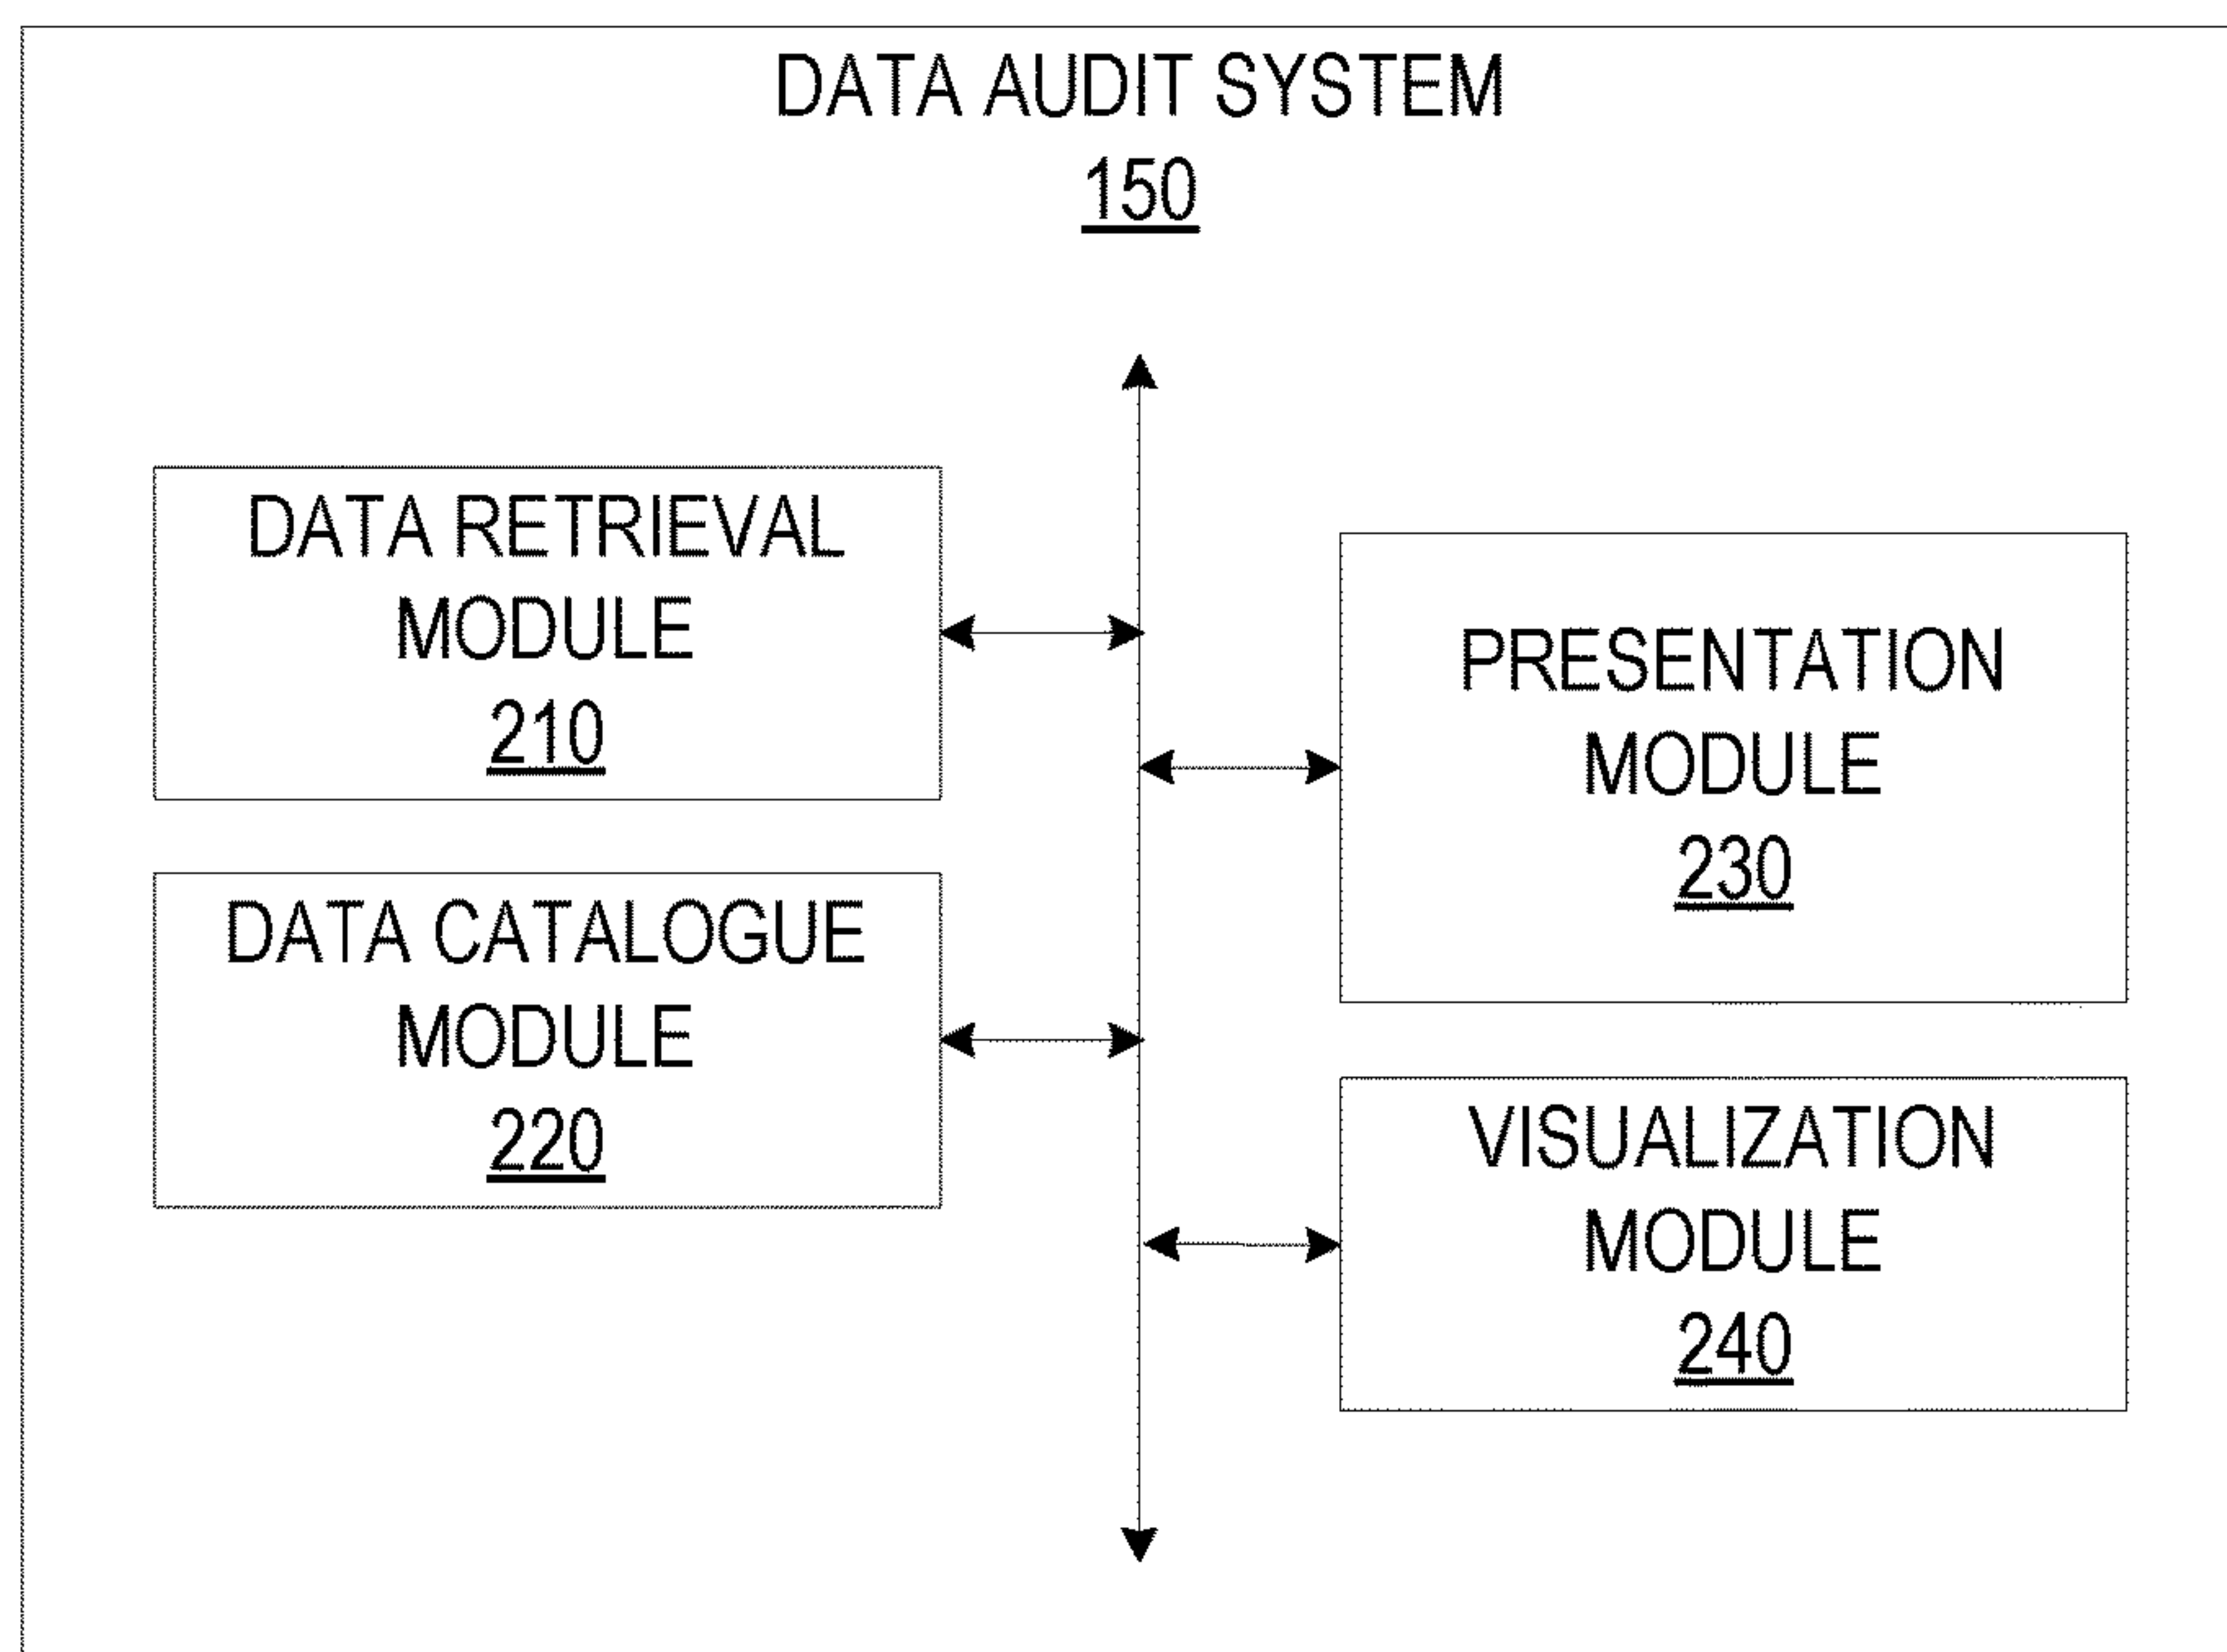 DATA AUDIT SYSTEM
150
DATA RETRIEVAL
MODULE
210
DATA CATALOGUE
MODULE
220
PRESENTATION
MODULE
230
VISUALIZATION
MODULE
240